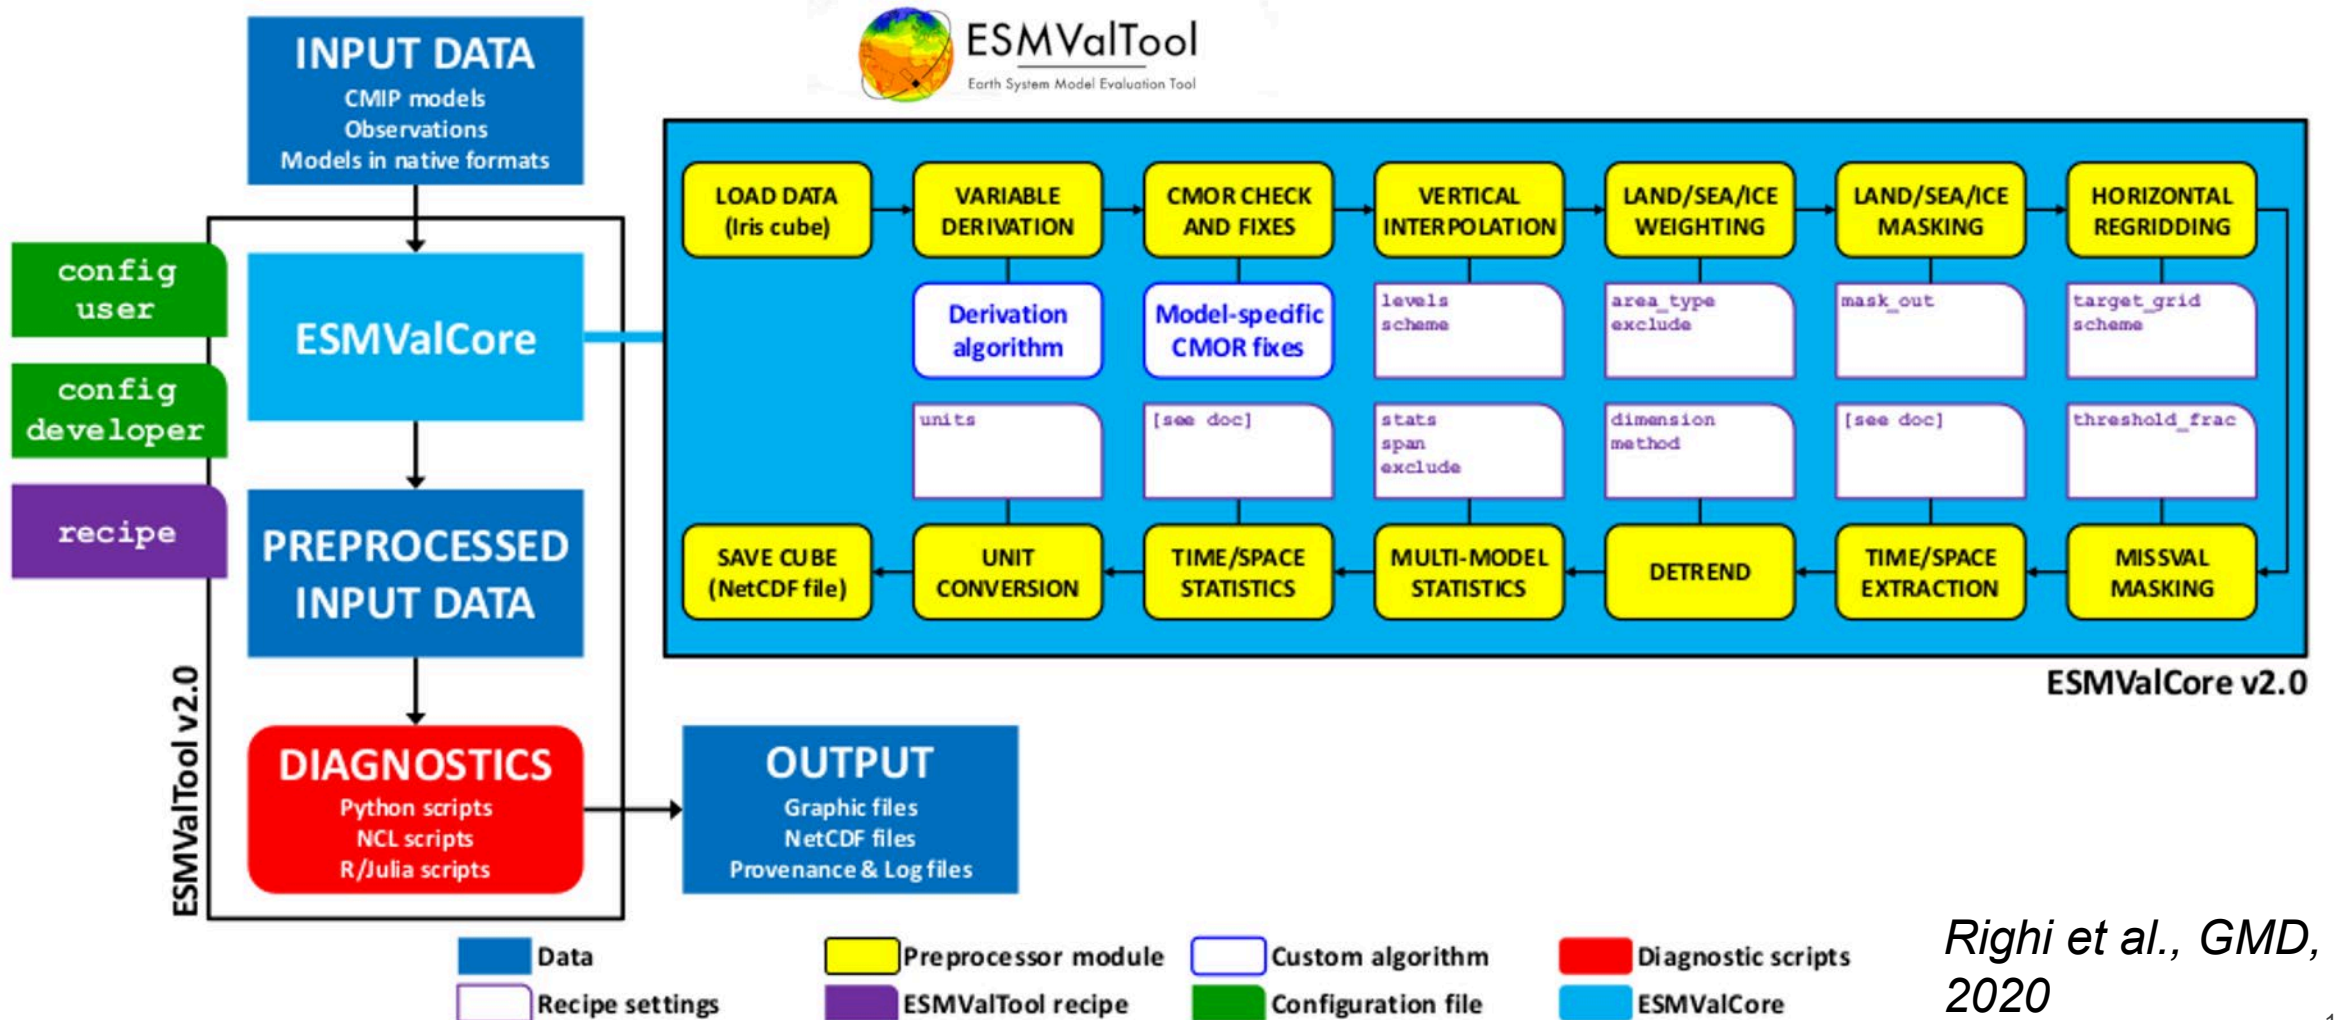 ESMValTool
Earth System Model Evaluation Tool
INPUT DATA
CMIP models
Observations
Models in native formats
config
user
config
developer
recipe
ESMValCore
PREPROCESSED
INPUT DATA
DIAGNOSTICS
Python scripts
NCL scripts
R/Julia scripts
ESMValTool v2.0
OUTPUT
Graphic files
NetCDF files
Provenance & Log files
LOAD DATA
(Iris cube)
VARIABLE
DERIVATION
CMOR CHECK
AND FIXES
VERTICAL
INTERPOLATION
LAND/SEA/ICE
WEIGHTING
LAND/SEA/ICE
MASKING
HORIZONTAL
REGRIDDING
Derivation
algorithm
Model-specific
CMOR fixes
levels
scheme
area_type
exclude
mask_out
target_grid
scheme
units
[see doc]
stats
span
exclude
dimension
method
[see doc]
threshold_frac
SAVE CUBE
(NetCDF file)
UNIT
CONVERSION
TIME/SPACE
STATISTICS
MULTI-MODEL
STATISTICS
DETREND
TIME/SPACE
EXTRACTION
MISSVAL
MASKING
ESMValCore v2.0
Data
Preprocessor module
Custom algorithm
Diagnostic scripts
Recipe settings
ESMValTool recipe
Configuration file
ESMValCore
Righi et al., GMD,
2020